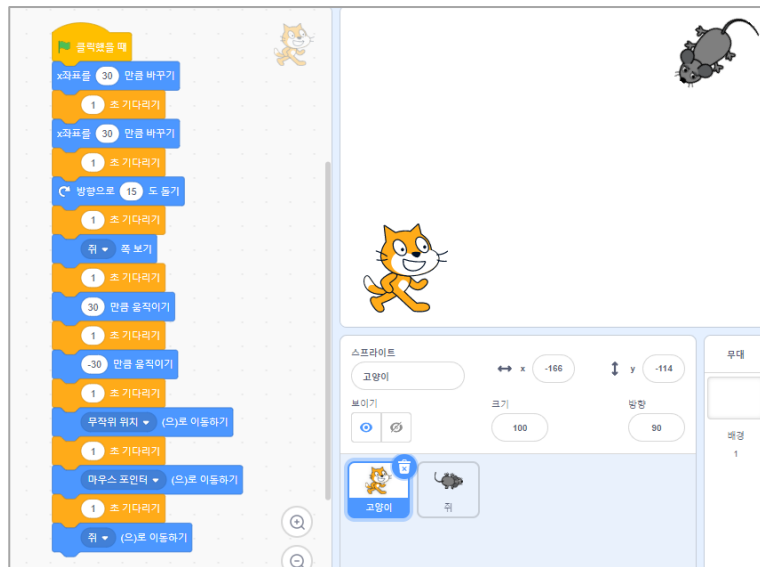 클릭했을 때
x좌표를 30 만큼 바꾸기
1 초 기다리기
x좌표를 30 만큼 바꾸기
1 초 기다리기
방향으로 15 도 돌기
1 초 기다리기
쥐 쪽 보기
1 초 기다리기
30 만큼 움직이기
1 초 기다리기
-30 만큼 움직이기
1 초 기다리기
무작위 위치 (으)로 이동하기
1 초 기다리기
마우스 포인터 (으)로 이동하기
1 초 기다리기
쥐 (으)로 이동하기
스프라이트
고양이
x -166
y -114
보이기
크기
100
방향
90
고양이
쥐
무대
배경
1